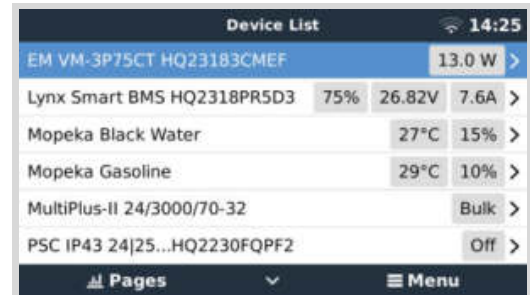 Device List 14:25
EM VM-3P75CT HQ23183CMEF 13.0 W >
Lynx Smart BMS HQ2318PR5D3 75% 26.82V 7.6A >
Mopeka Black Water 27°C 15% >
Mopeka Gasoline 29°C 10% >
MultiPlus-II 24/3000/70-32 Bulk >
PSC IP43 24|25...HQ2230FQPF2 Off >
Pages Menu